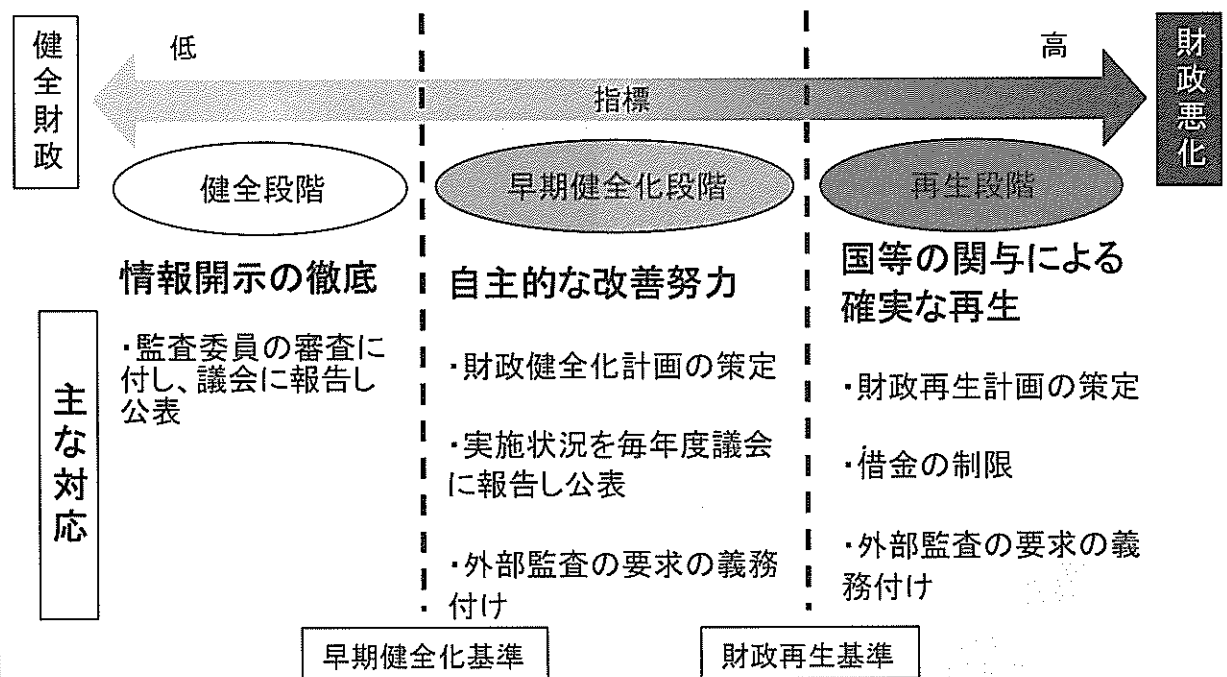 健全財政
低
高
指標
財政悪化
健全段階
早期健全化段階
再生段階
主な対応
情報開示の徹底
・監査委員の審査に
付し、議会に報告し
公表
自主的な改善努力
・財政健全化計画の策定
・実施状況を毎年度議会
に報告し公表
・外部監査の要求の義務
付け
国等の関与による
確実な再生
・財政再生計画の策定
・借金の制限
・外部監査の要求の義
務付け
早期健全化基準
財政再生基準